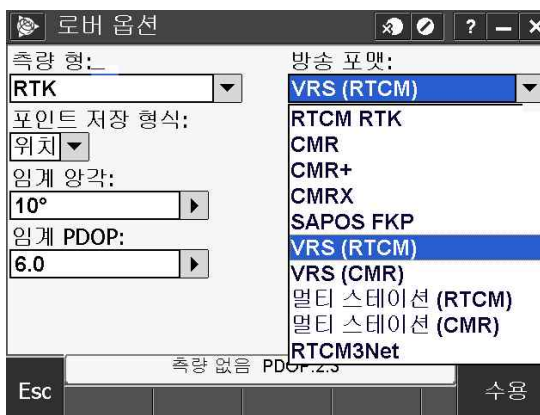 로버 옵션
? – ×
측량 형:
RTK
포인트 저장 형식:
위치
임계 앙각:
10°
임계 PDOP:
6.0
방송 포맷:
VRS (RTCM)
RTCM RTK
CMR
CMR+
CMRX
SAPOS FKP
VRS (RTCM)
VRS (CMR)
멀티 스테이션 (RTCM)
멀티 스테이션 (CMR)
RTCM3Net
측량 없음 PDOP:2.3
Esc
수용